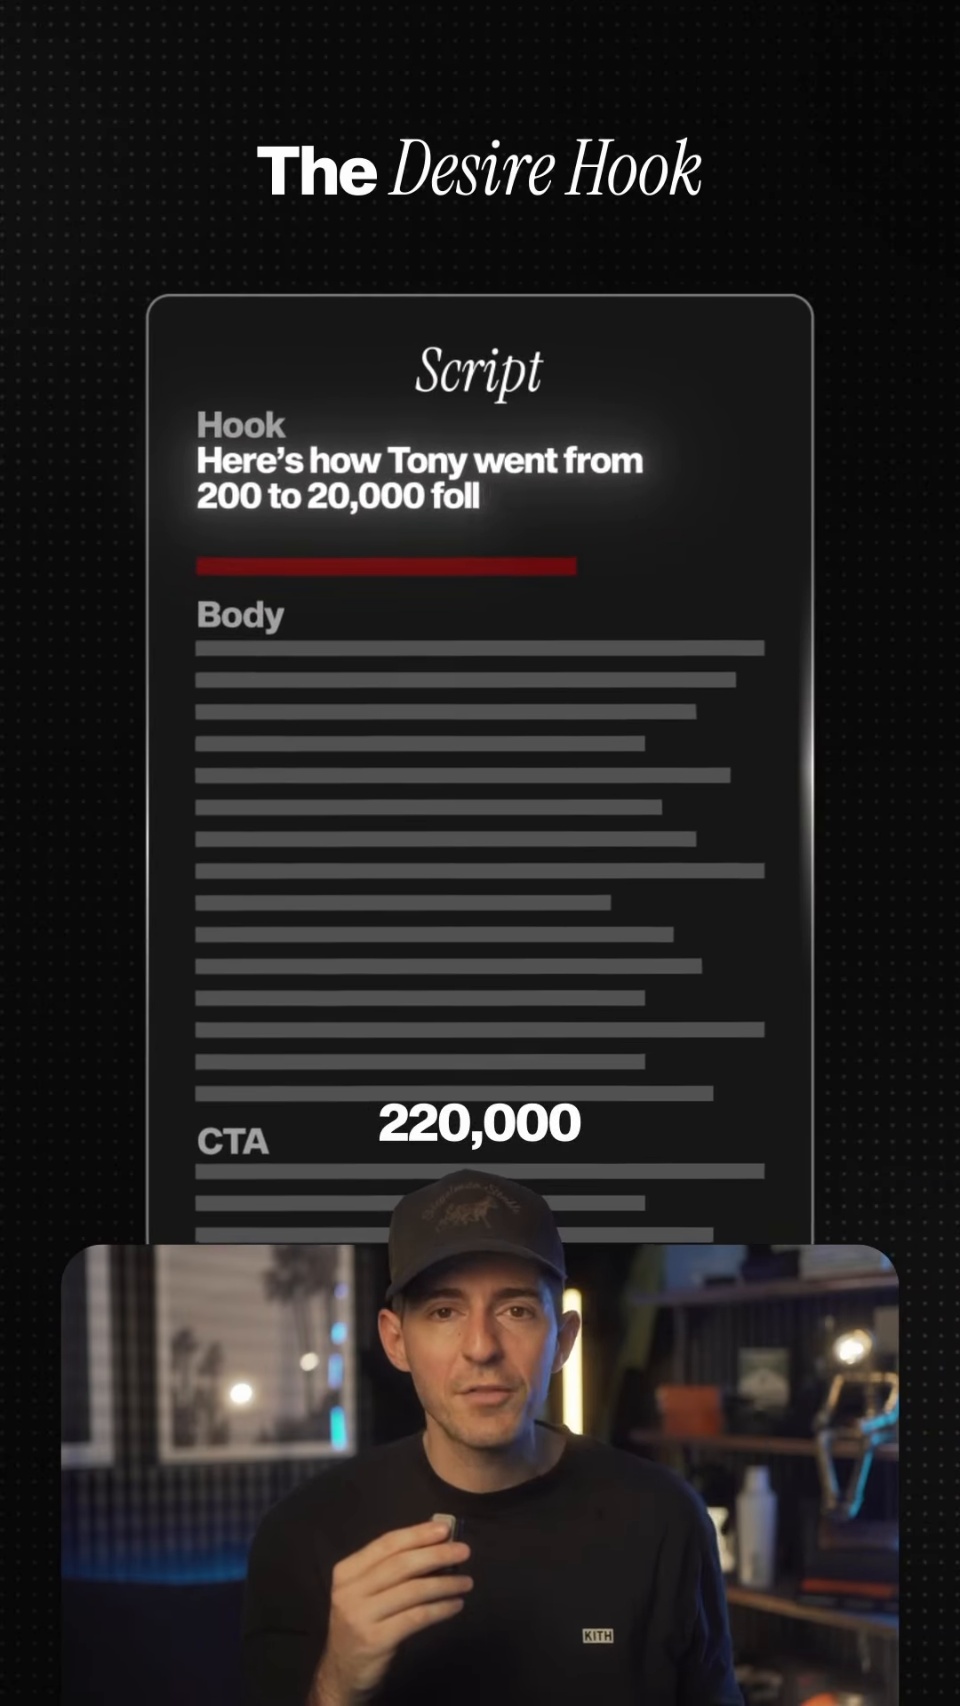 The Desire Hook
Script
Hook
Here's how Tony went from
200 to 20,000 foll
Body
220,000
CTA
KITH